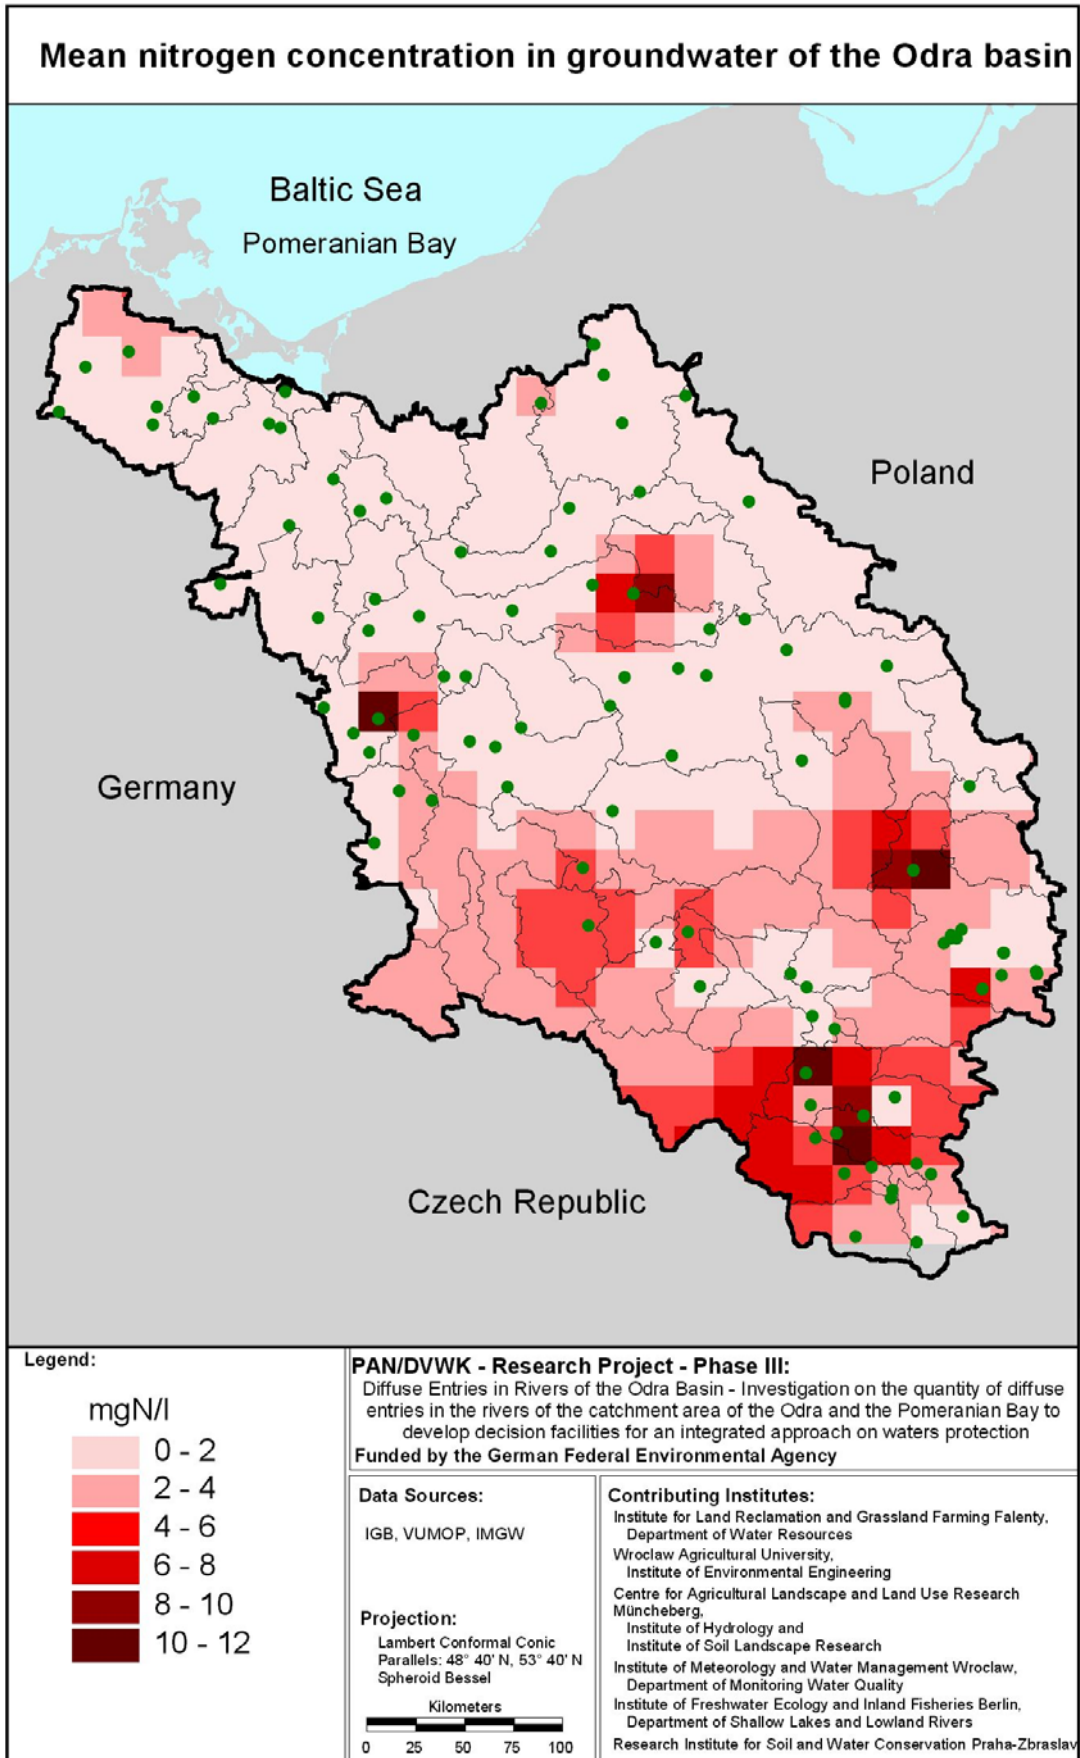 Mean nitrogen concentration in groundwater of the Odra basin
Baltic Sea
Pomeranian Bay
Poland
Germany
Czech Republic
Legend:
mgN/l
0 - 2
2 - 4
4 - 6
6 - 8
8 - 10
10 - 12
PAN/DVWK - Research Project - Phase III:
Diffuse Entries in Rivers of the Odra Basin - Investigation on the quantity of diffuse
entries in the rivers of the catchment area of the Odra and the Pomeranian Bay to
develop decision facilities for an integrated approach on waters protection
Funded by the German Federal Environmental Agency
Data Sources:
IGB, VUMOP, IMGW
Projection:
Lambert Conformal Conic
Parallels: 48° 40' N, 53° 40' N
Spheroid Bessel
Kilometers
0 25 50 75 100
Contributing Institutes:
Institute for Land Reclamation and Grassland Farming Falenty,
Department of Water Resources
Wroclaw Agricultural University,
Institute of Environmental Engineering
Centre for Agricultural Landscape and Land Use Research
Müncheberg,
Institute of Hydrology and
Institute of Soil Landscape Research
Institute of Meteorology and Water Management Wroclaw,
Department of Monitoring Water Quality
Institute of Freshwater Ecology and Inland Fisheries Berlin,
Department of Shallow Lakes and Lowland Rivers
Research Institute for Soil and Water Conservation Praha-Zbraslav